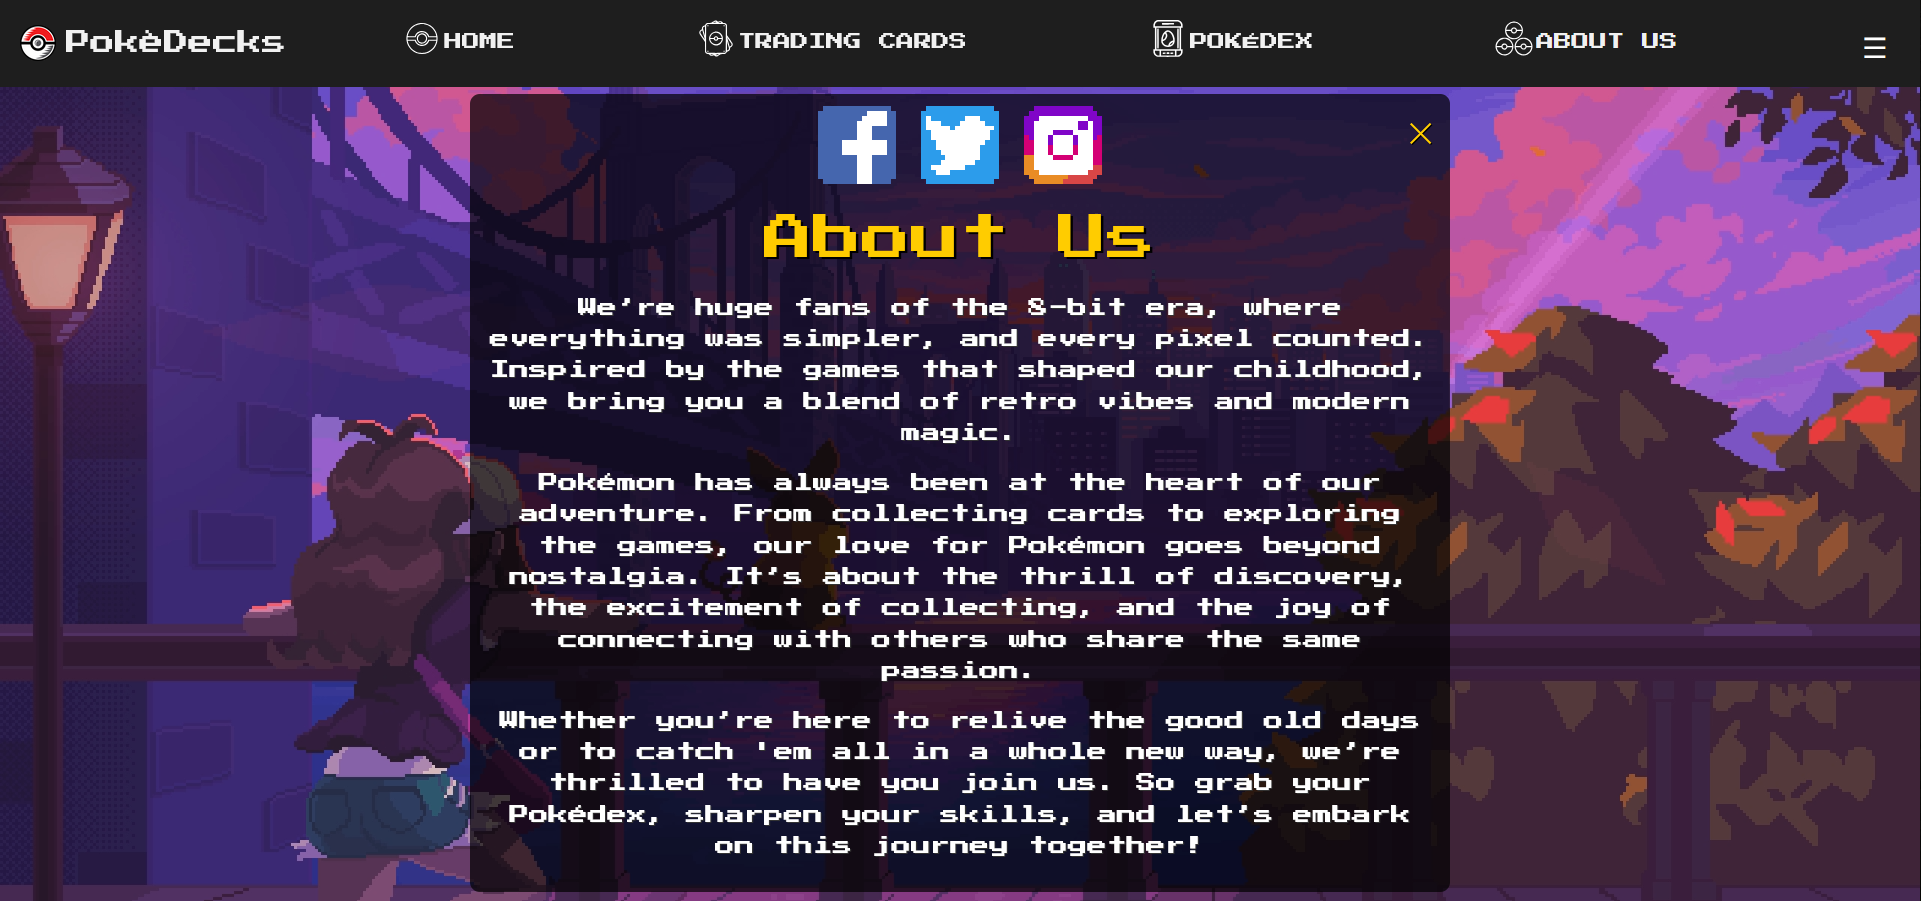 PokèDecks
HOME
TRADING CARDS
POKéDEX
ABOUT US
About Us
We’re huge fans of the 8-bit era, where
everything was simpler, and every pixel counted.
Inspired by the games that shaped our childhood,
we bring you a blend of retro vibes and modern
magic.
Pokémon has always been at the heart of our
adventure. From collecting cards to exploring
the games, our love for Pokémon goes beyond
nostalgia. It’s about the thrill of discovery,
the excitement of collecting, and the joy of
connecting with others who share the same
passion.
Whether you’re here to relive the good old days
or to catch 'em all in a whole new way, we’re
thrilled to have you join us. So grab your
Pokédex, sharpen your skills, and let’s embark
on this journey together!